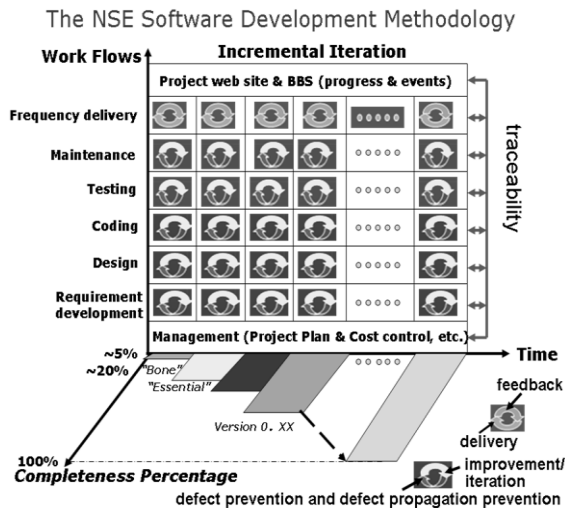 The NSE Software Development Methodology
Work Flows
Incremental Iteration
Project web site & BBS (progress & events)
Frequency delivery
Maintenance
Testing
Coding
Design
Requirement
development
traceability
Management (Project Plan & Cost control, etc.)
~5%
Time
~20%
"Bone"
"Essential"
Version 0. XX
feedback
delivery
100%
Completeness Percentage
improvement/
iteration
defect prevention and defect propagation prevention